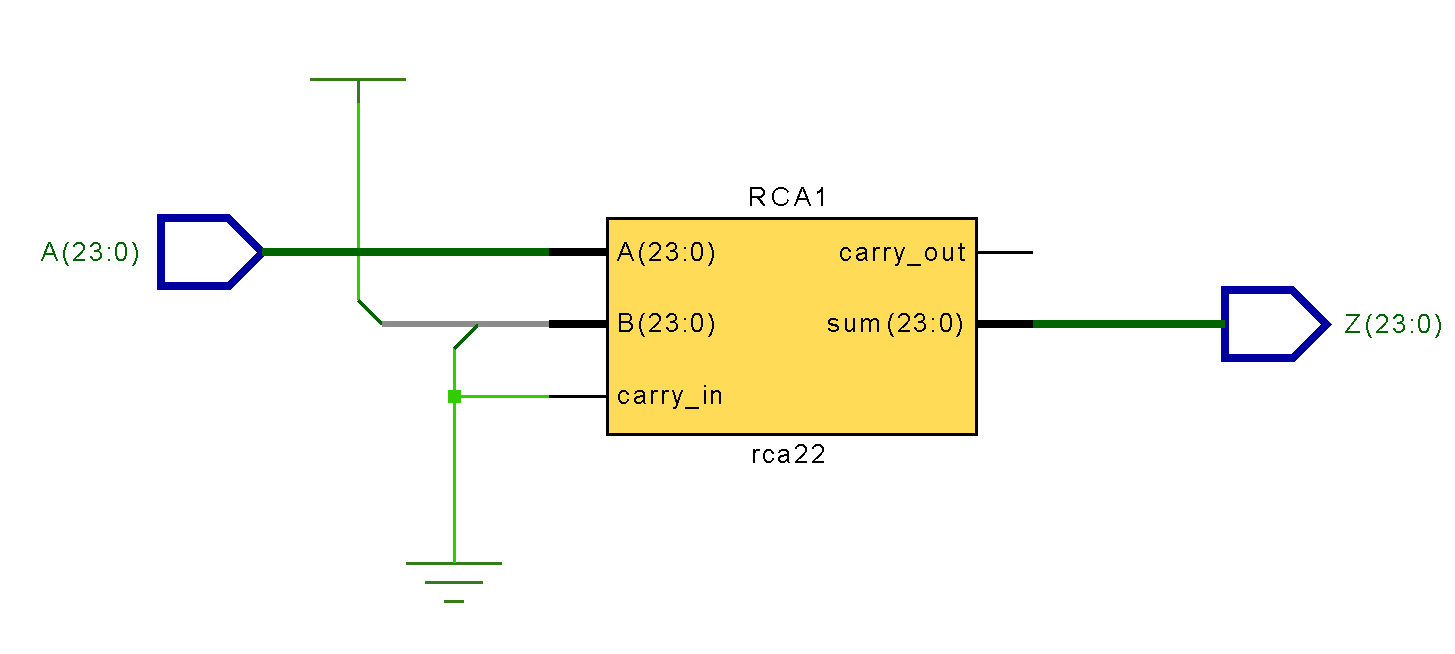 RCA1
A(23:0)
A(23:0)
carry_out
B(23:0)
sum(23:0)
Z(23:0)
carry_in
rca22